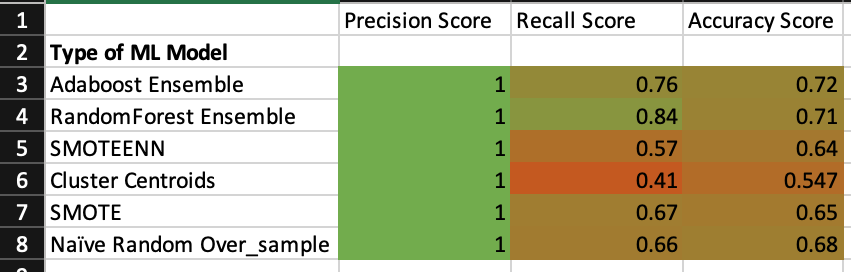 1 Precision Score Recall Score Accuracy Score
2 Type of ML Model
3 Adaboost Ensemble 1 0.76 0.72
4 RandomForest Ensemble 1 0.84 0.71
5 SMOTEENN 1 0.57 0.64
6 Cluster Centroids 1 0.41 0.547
7 SMOTE 1 0.67 0.65
8 Naïve Random Over_sample 1 0.66 0.68